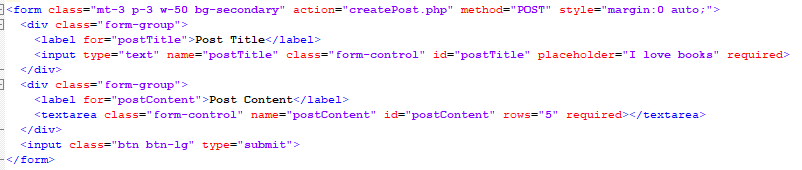 <form class="mt-3 p-3 w-50 bg-secondary" action="createPost.php" method="POST" style="margin:0 auto;">
  <div class="form-group">
    <label for="postTitle">Post Title</label>
    <input type="text" name="postTitle" class="form-control" id="postTitle" placeholder="I love books" required>
  </div>
  <div class="form-group">
    <label for="postContent">Post Content</label>
    <textarea class="form-control" name="postContent" id="postContent" rows="5" required></textarea>
  </div>
  <input class="btn btn-lg" type="submit">
</form>